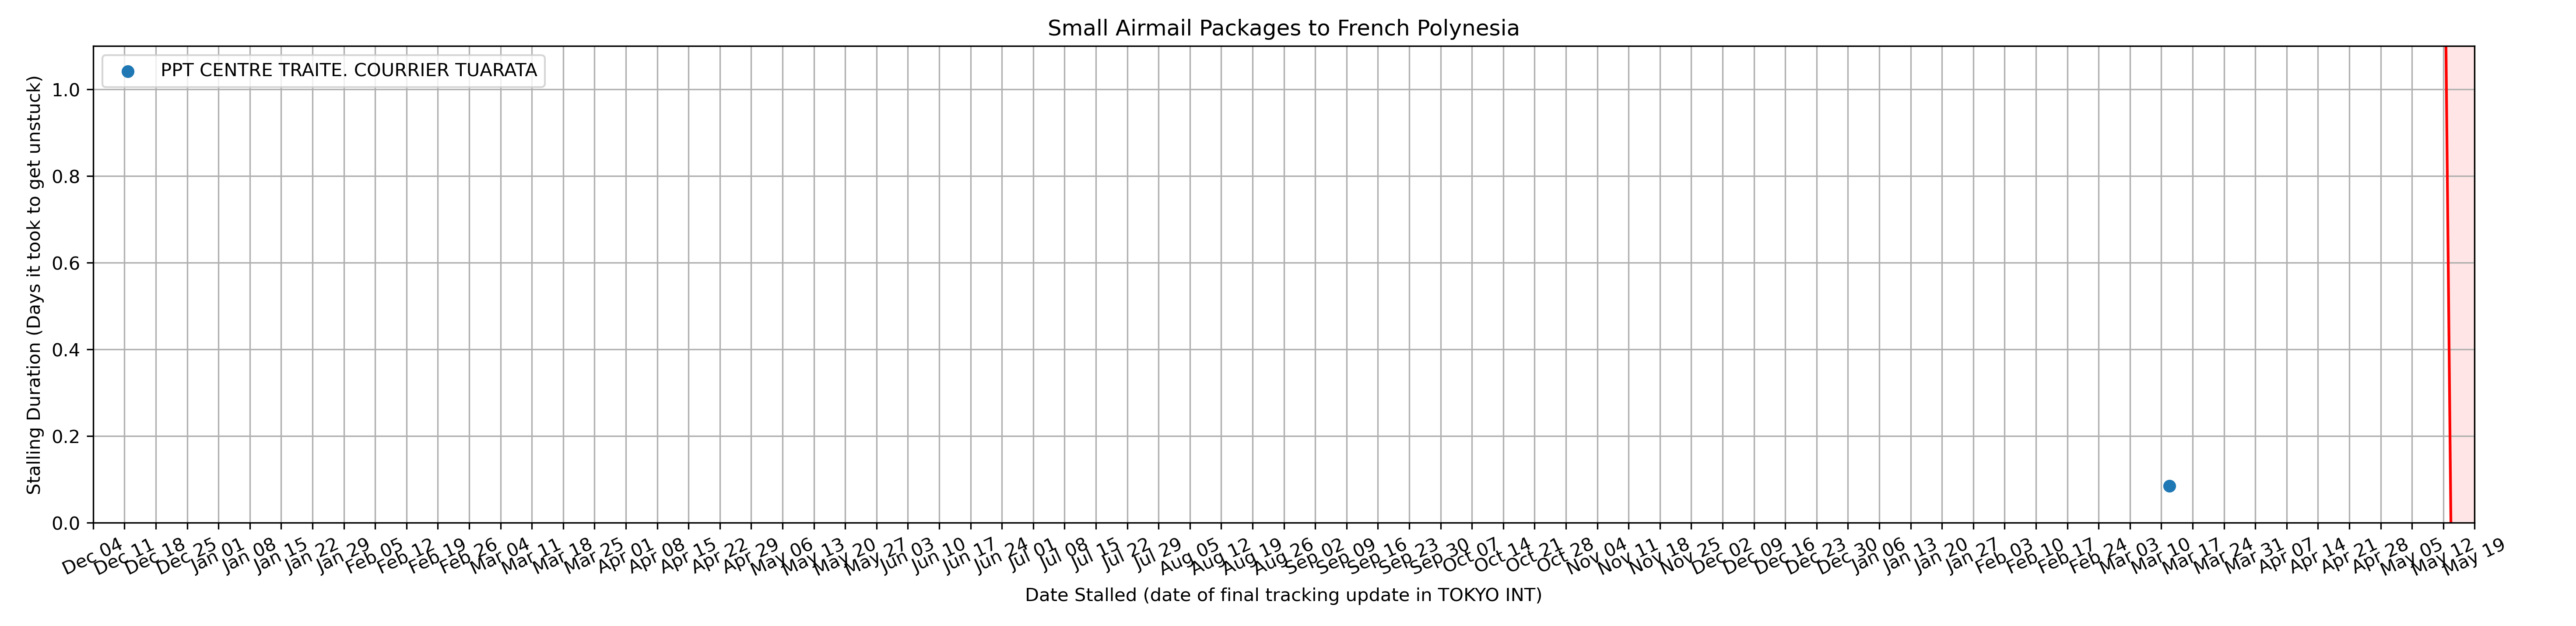 Small Airmail Packages to French Polynesia
PPT CENTRE TRAITE. COURRIER TUARATA
Stalling Duration (Days it took to get unstuck)
1.0
0.8
0.6
0.4
0.2
0.0
Dec 04 Dec 11 Dec 18 Dec 25 Jan 01 Jan 08 Jan 15 Jan 22 Jan 29 Feb 05 Feb 12 Feb 19 Feb 26 Mar 04 Mar 11 Mar 18 Mar 25 Apr 01 Apr 08 Apr 15 Apr 22 Apr 29 May 06 May 13 May 20 May 27 Jun 03 Jun 10 Jun 17 Jun 24 Jul 01 Jul 08 Jul 15 Jul 22 Jul 29 Aug 05 Aug 12 Aug 19 Aug 26 Sep 02 Sep 09 Sep 16 Sep 23 Sep 30 Oct 07 Oct 14 Oct 21 Oct 28 Nov 04 Nov 11 Nov 18 Nov 25 Dec 02 Dec 09 Dec 16 Dec 23 Dec 30 Jan 06 Jan 13 Jan 20 Jan 27 Feb 03 Feb 10 Feb 17 Feb 24 Mar 03 Mar 10 Mar 17 Mar 24 Mar 31 Apr 07 Apr 14 Apr 21 Apr 28 May 05 May 12 May 19
Date Stalled (date of final tracking update in TOKYO INT)